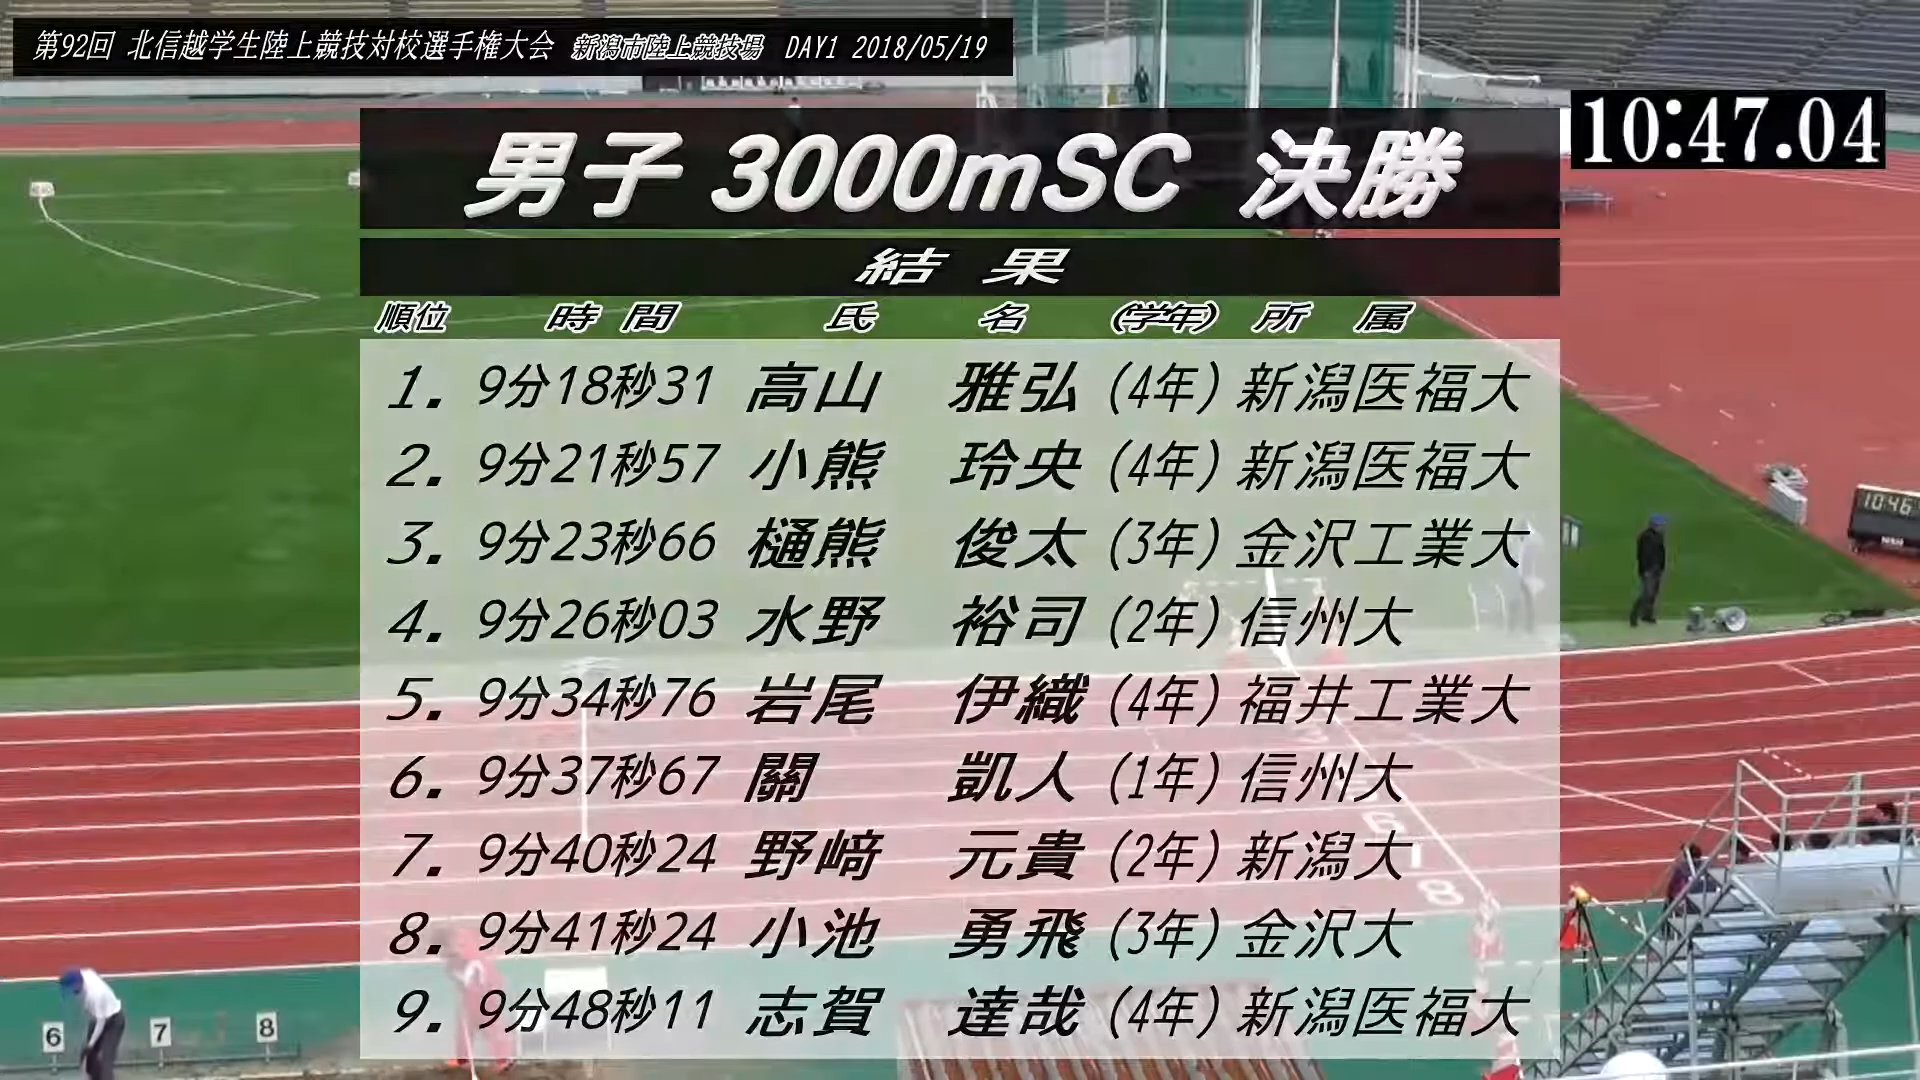 第92回 北信越学生陸上競技対校選手権大会 新潟市陸上競技場 DAY1 2018/05/19
10:47.04
男子 3000mSC 決勝
結 果
順位 時間 氏 名 (学年) 所 属
1. 9分18秒31 高山 雅弘 (4年) 新潟医福大
2. 9分21秒57 小熊 玲央 (4年) 新潟医福大
3. 9分23秒66 樋熊 俊太 (3年) 金沢工業大
4. 9分26秒03 水野 裕司 (2年) 信州大
5. 9分34秒76 岩尾 伊織 (4年) 福井工業大
6. 9分37秒67 關 凱人 (1年) 信州大
7. 9分40秒24 野﨑 元貴 (2年) 新潟大
8. 9分41秒24 小池 勇飛 (3年) 金沢大
9. 9分48秒11 志賀 達哉 (4年) 新潟医福大
10:46
6 7 8
6
7
8